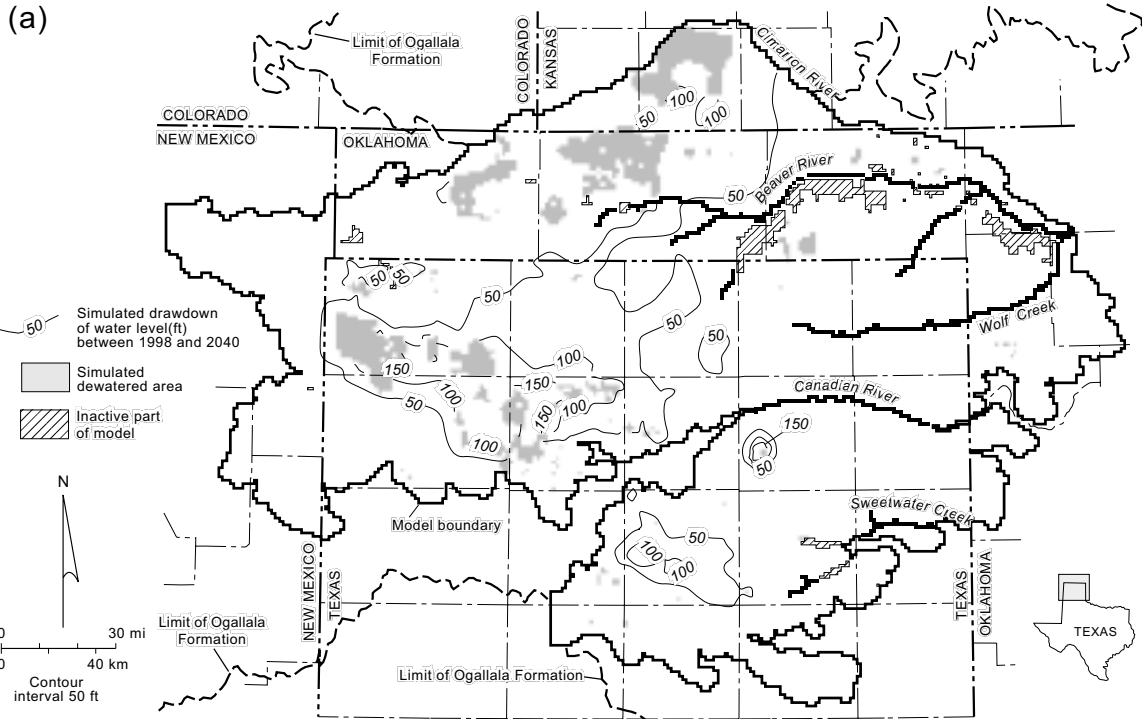 (a)
Limit of Ogallala
Formation
COLORADO
KANSAS
Cimarron River
COLORADO
NEW MEXICO
OKLAHOMA
50
100
100
Beaver River
50
50
50
50
50
50
50
Simulated drawdown
of water level(ft)
between 1998 and 2040
Simulated
dewatered area
Inactive part
of model
Wolf Creek
150
100
150
100
50
100
150
100
Canadian River
150
50
N
Model boundary
Sweetwater Creek
50
100
100
NEW MEXICO
TEXAS
TEXAS
OKLAHOMA
Limit of Ogallala
Formation
0 30 mi
0 40 km
Contour
interval 50 ft
Limit of Ogallala Formation
TEXAS